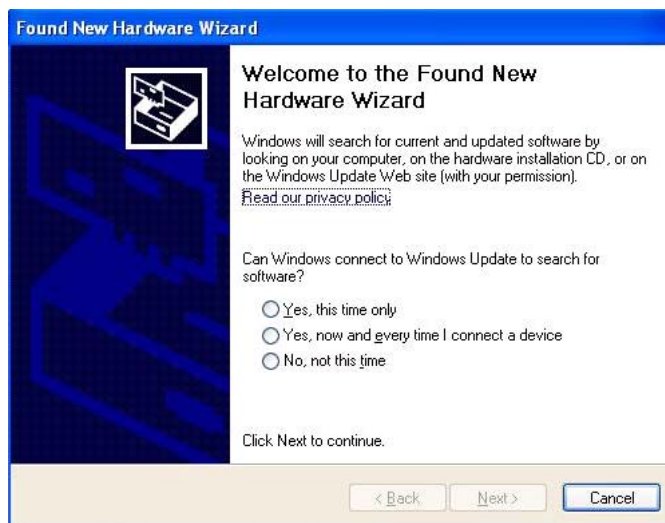 Found New Hardware Wizard
Welcome to the Found New
Hardware Wizard
Windows will search for current and updated software by
looking on your computer, on the hardware installation CD, or on
the Windows Update Web site (with your permission).
Read our privacy policy
Can Windows connect to Windows Update to search for
software?
Yes, this time only
Yes, now and every time I connect a device
No, not this time
Click Next to continue.
< Back Next > Cancel